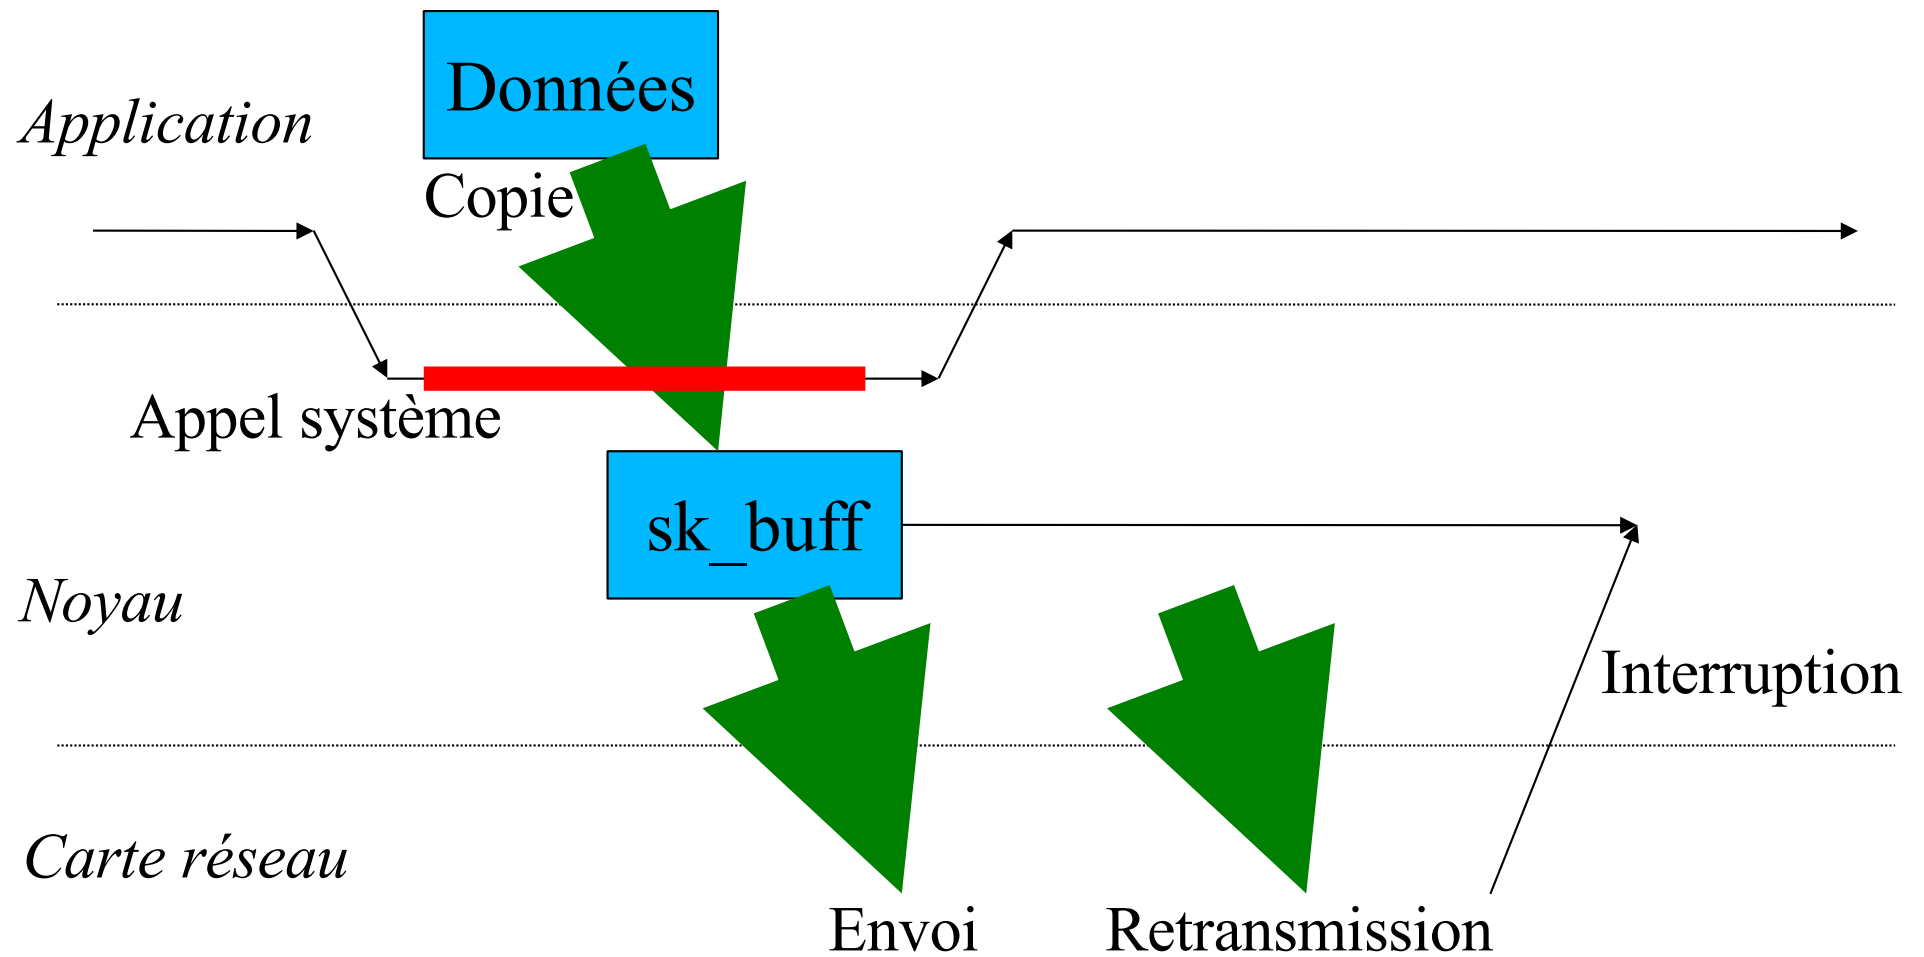 Données
Application
Copie
Appel système
sk_buff
Noyau
Interruption
Carte réseau
Envoi
Retransmission